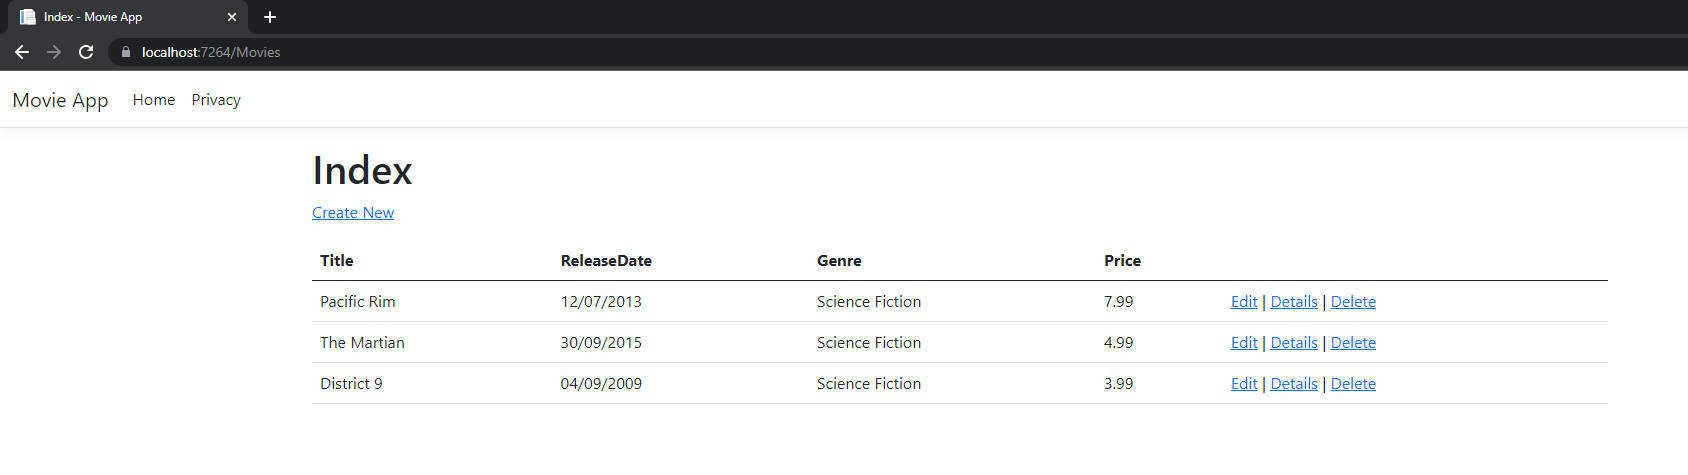 Index - Movie App
localhost:7264/Movies
Movie App Home Privacy
Index
Create New
Title ReleaseDate Genre Price
Pacific Rim 12/07/2013 Science Fiction 7.99 Edit | Details | Delete
The Martian 30/09/2015 Science Fiction 4.99 Edit | Details | Delete
District 9 04/09/2009 Science Fiction 3.99 Edit | Details | Delete